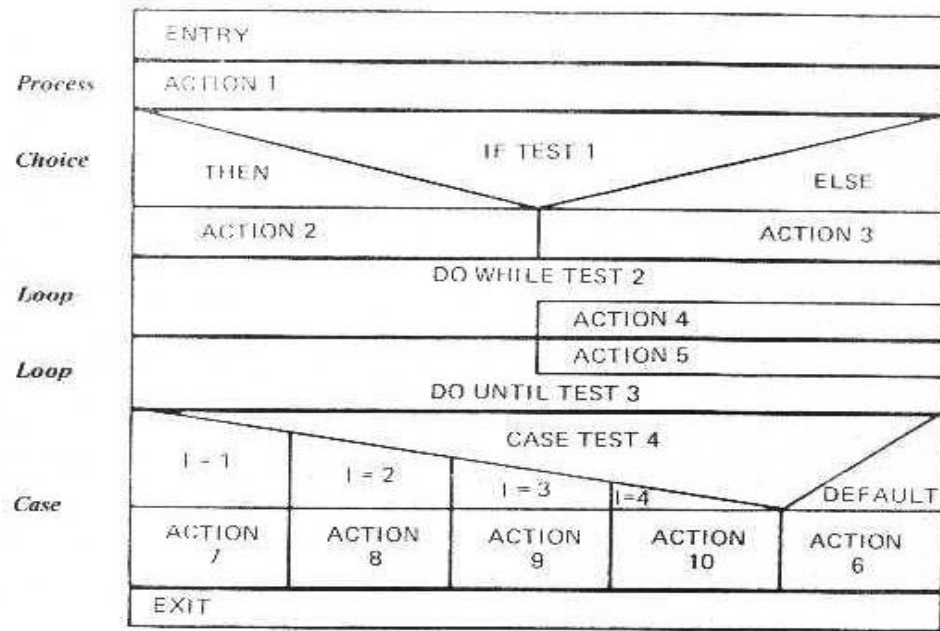 ENTRY
Process ACTION 1
Choice IF TEST 1
THEN ELSE
ACTION 2 ACTION 3
DO WHILE TEST 2
Loop
ACTION 4
ACTION 5
Loop
DO UNTIL TEST 3
CASE TEST 4
I - 1 I = 2 I = 3 I=4 DEFAULT
Case
ACTION 7 ACTION 8 ACTION 9 ACTION 10 ACTION 6
EXIT